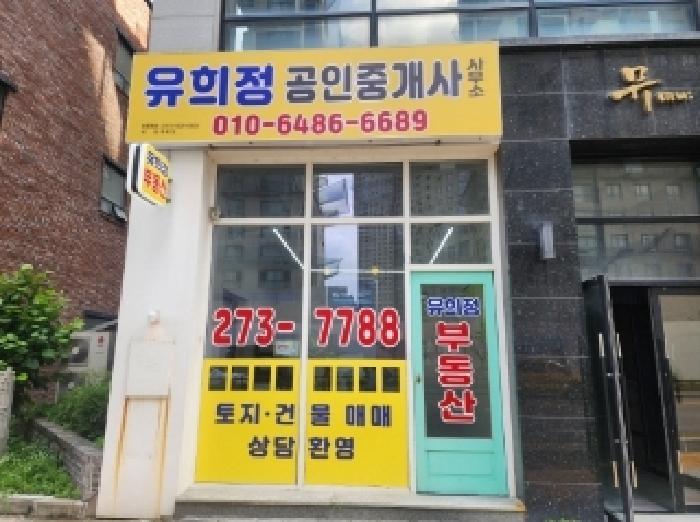 유희정 공인중개사 사무소
010-6486-6689
유희정
부동산
273-7788
유희정
부동산
토지·건물 매매
상담 환영
뮤